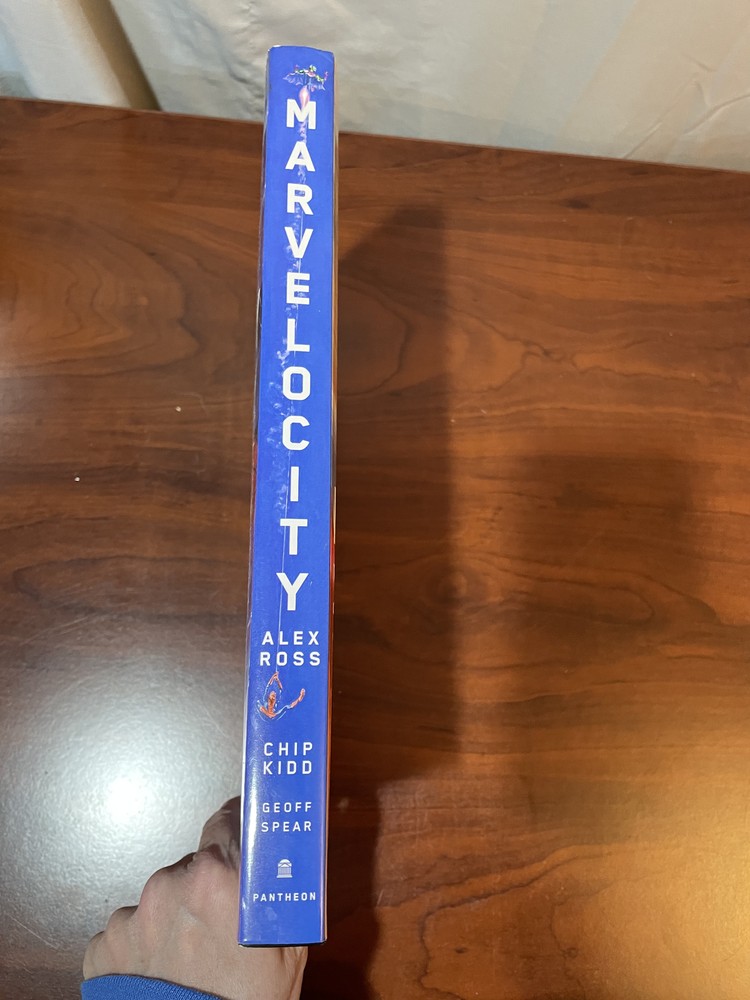 MARVELOCITY
ALEX
ROSS
CHIP
KIDD
GEOFF
SPEAR
PANTHEON